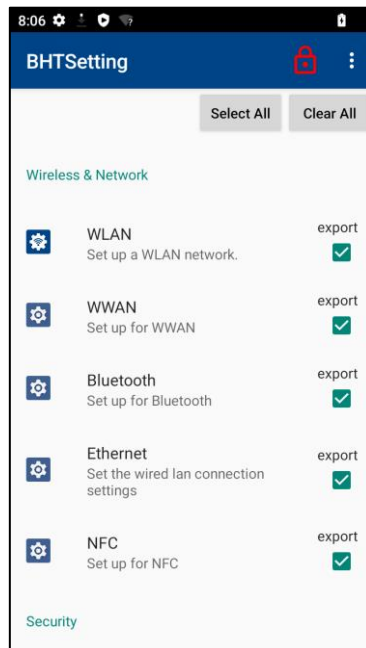 8:06
BHTSetting
Select All
Clear All
Wireless & Network
WLAN
export
Set up a WLAN network.
WWAN
export
Set up for WWAN
Bluetooth
export
Set up for Bluetooth
Ethernet
export
Set the wired lan connection
settings
NFC
export
Set up for NFC
Security